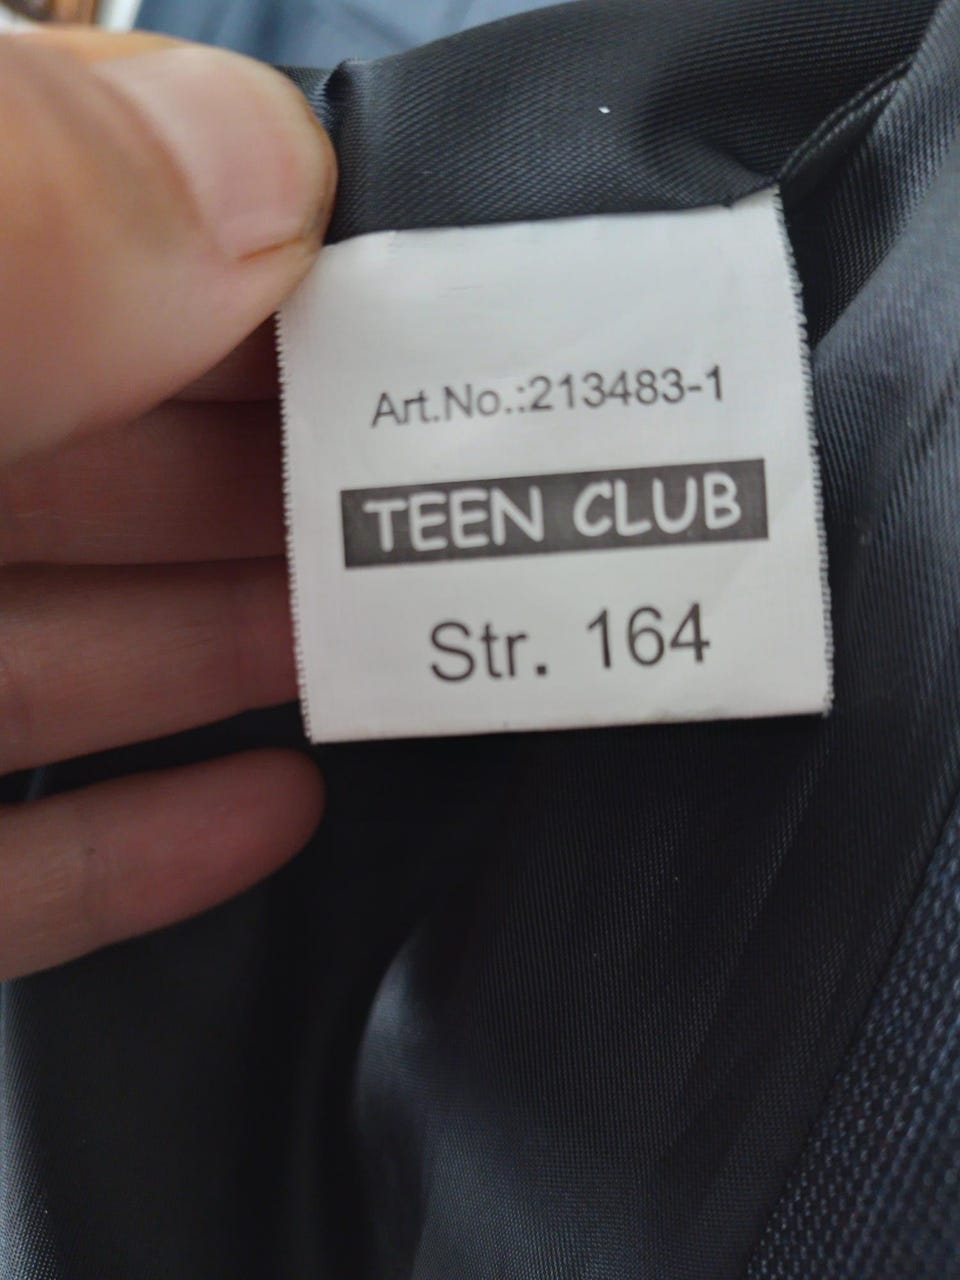 Art.No.:213483-1
TEEN CLUB
Str. 164